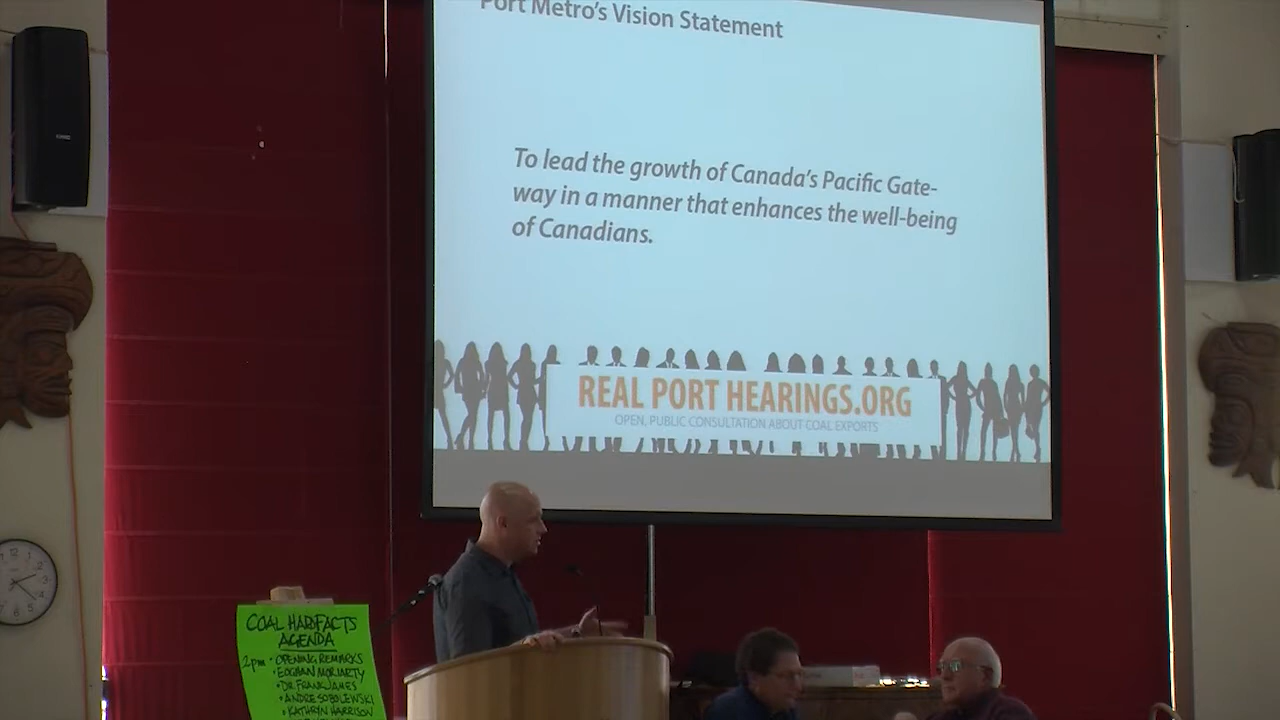 Port Metro's Vision Statement
To lead the growth of Canada's Pacific Gate-
way in a manner that enhances the well-being
of Canadians.
REAL PORT HEARINGS.ORG
OPEN, PUBLIC CONSULTATION ABOUT COAL EXPORTS
COAL HARD FACTS
AGENDA
2pm • OPENING REMARKS
• EOGHAN MORIARTY
• DR. FRANK JAMES
• ANDRE SOBOLEWSKI
• KATHRYN HARRISON